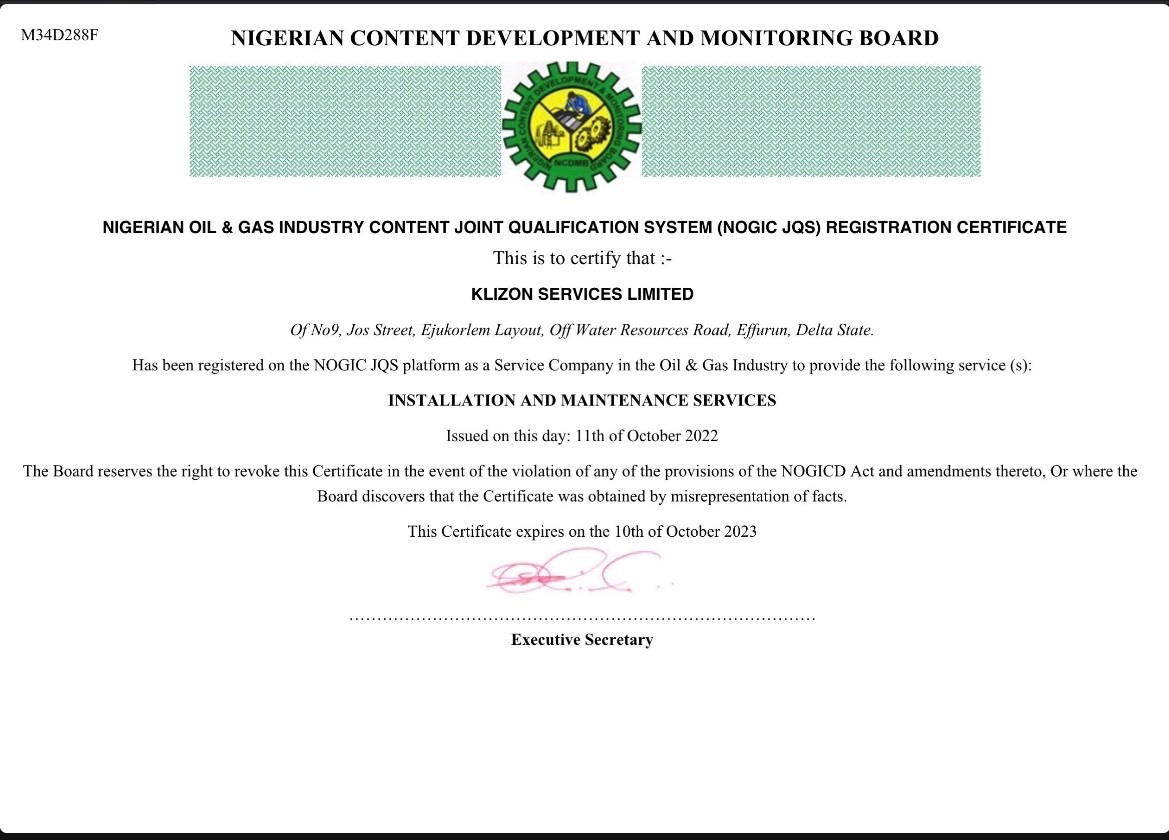 M34D288F
NIGERIAN CONTENT DEVELOPMENT AND MONITORING BOARD
NIGERIAN CONTENT DEVELOPMENT & MONITORING BOARD
NCDMB
NIGERIAN OIL & GAS INDUSTRY CONTENT JOINT QUALIFICATION SYSTEM (NOGIC JQS) REGISTRATION CERTIFICATE
This is to certify that :-
KLIZON SERVICES LIMITED
Of No9, Jos Street, Ejukorlem Layout, Off Water Resources Road, Effurun, Delta State.
Has been registered on the NOGIC JQS platform as a Service Company in the Oil & Gas Industry to provide the following service (s):
INSTALLATION AND MAINTENANCE SERVICES
Issued on this day: 11th of October 2022
The Board reserves the right to revoke this Certificate in the event of the violation of any of the provisions of the NOGICD Act and amendments thereto, Or where the
Board discovers that the Certificate was obtained by misrepresentation of facts.
This Certificate expires on the 10th of October 2023
....................................................................................
Executive Secretary